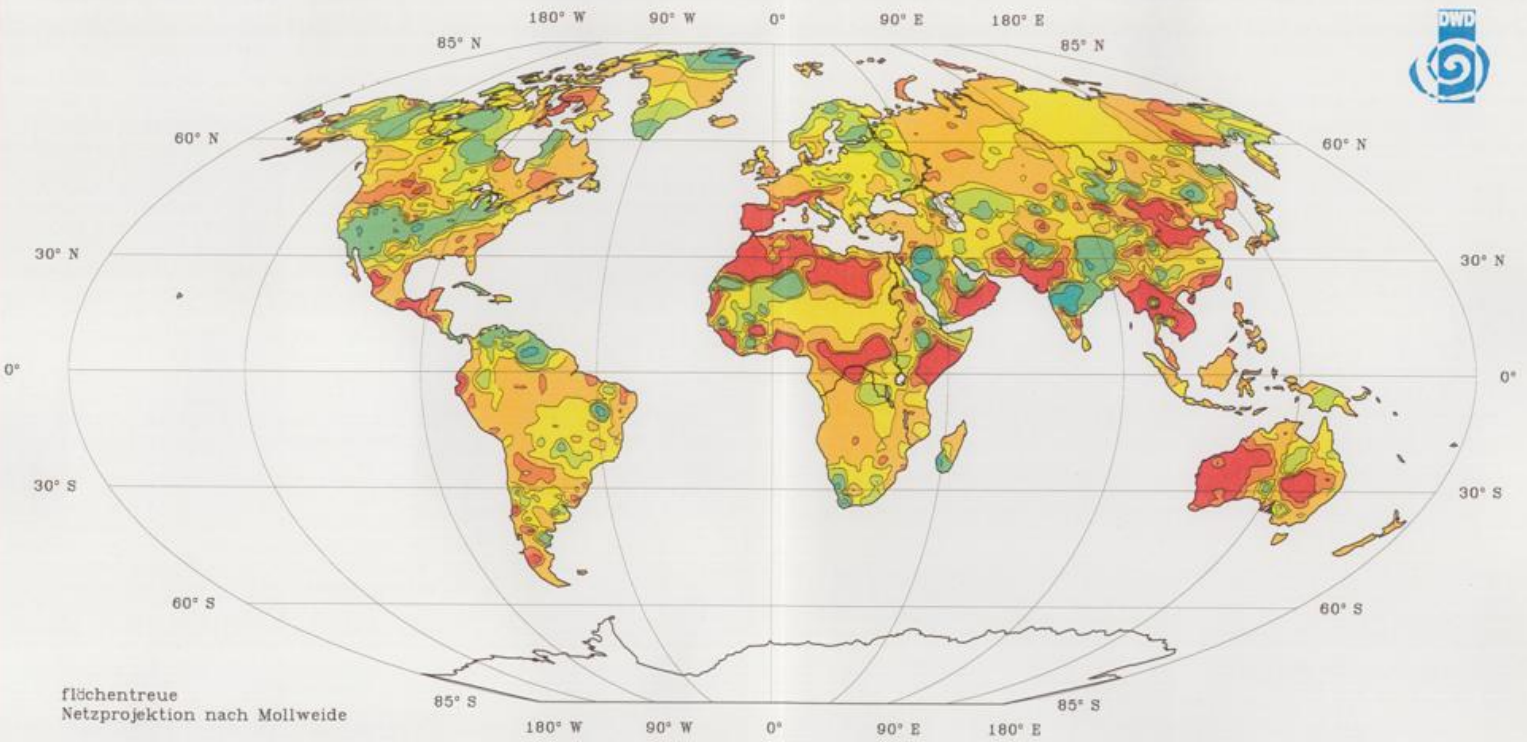 180° W 90° W 0° 90° E 180° E
DWD
85° N 85° N
60° N 60° N
30° N 30° N
0° 0°
30° S 30° S
60° S 60° S
flächentreue
Netzprojektion nach Mollweide
85° S 85° S
180° W 90° W 0° 90° E 180° E